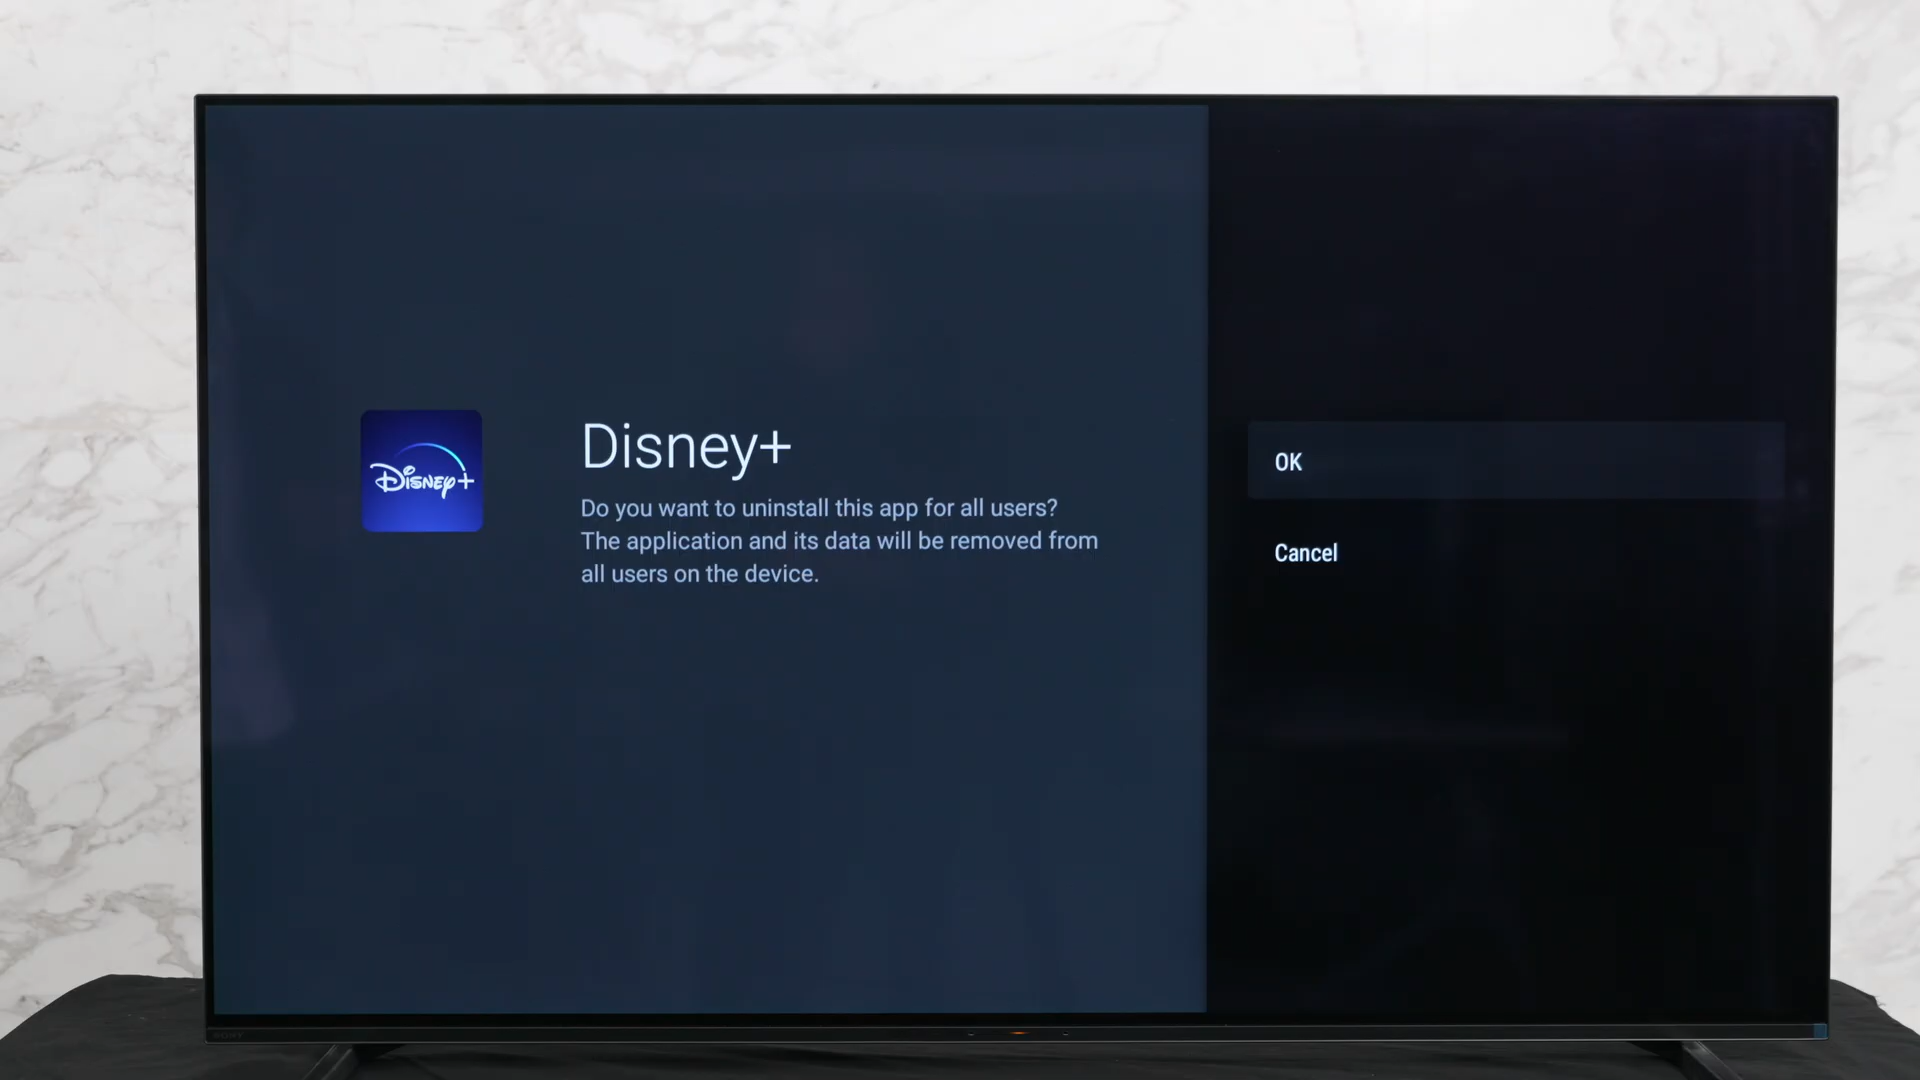 Disney+
Disney+
Do you want to uninstall this app for all users?
The application and its data will be removed from
all users on the device.
OK
Cancel
SONY